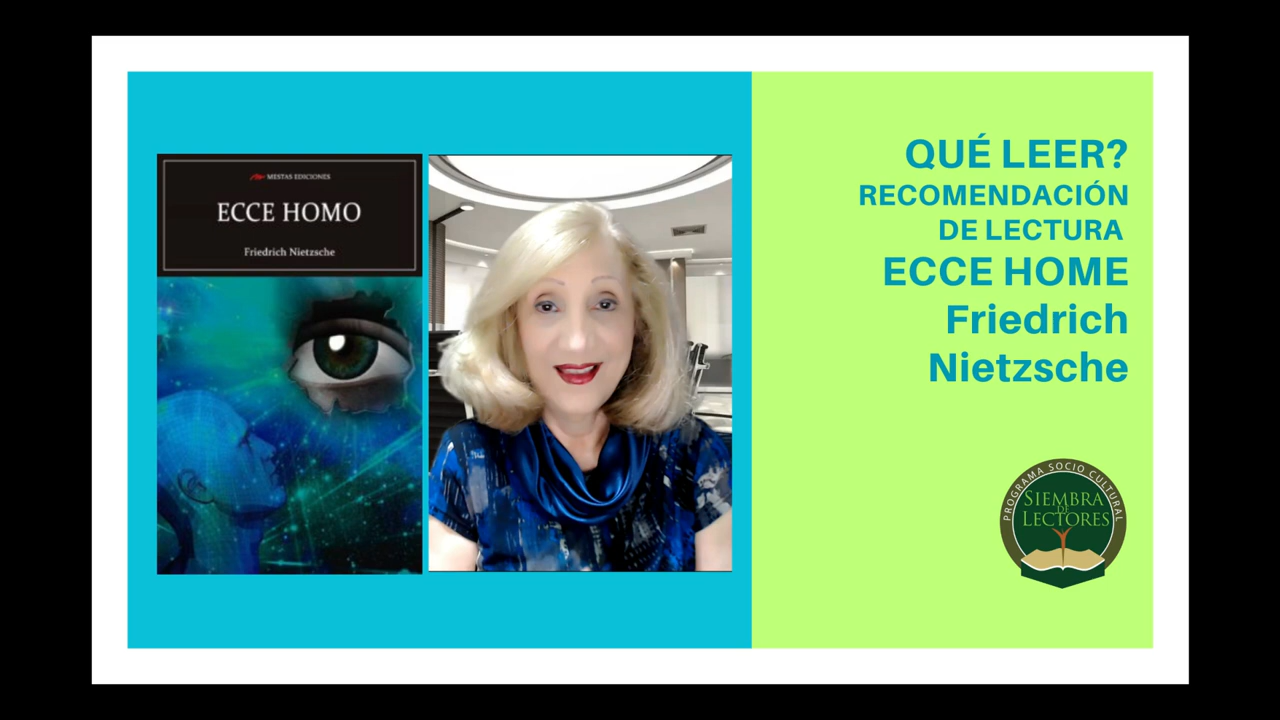 MESTAS EDICIONES
ECCE HOMO
Friedrich Nietzsche
QUÉ LEER?
RECOMENDACIÓN
DE LECTURA
ECCE HOME
Friedrich
Nietzsche
PROGRAMA SOCIO CULTURAL
SIEMBRA
DE
LECTORES